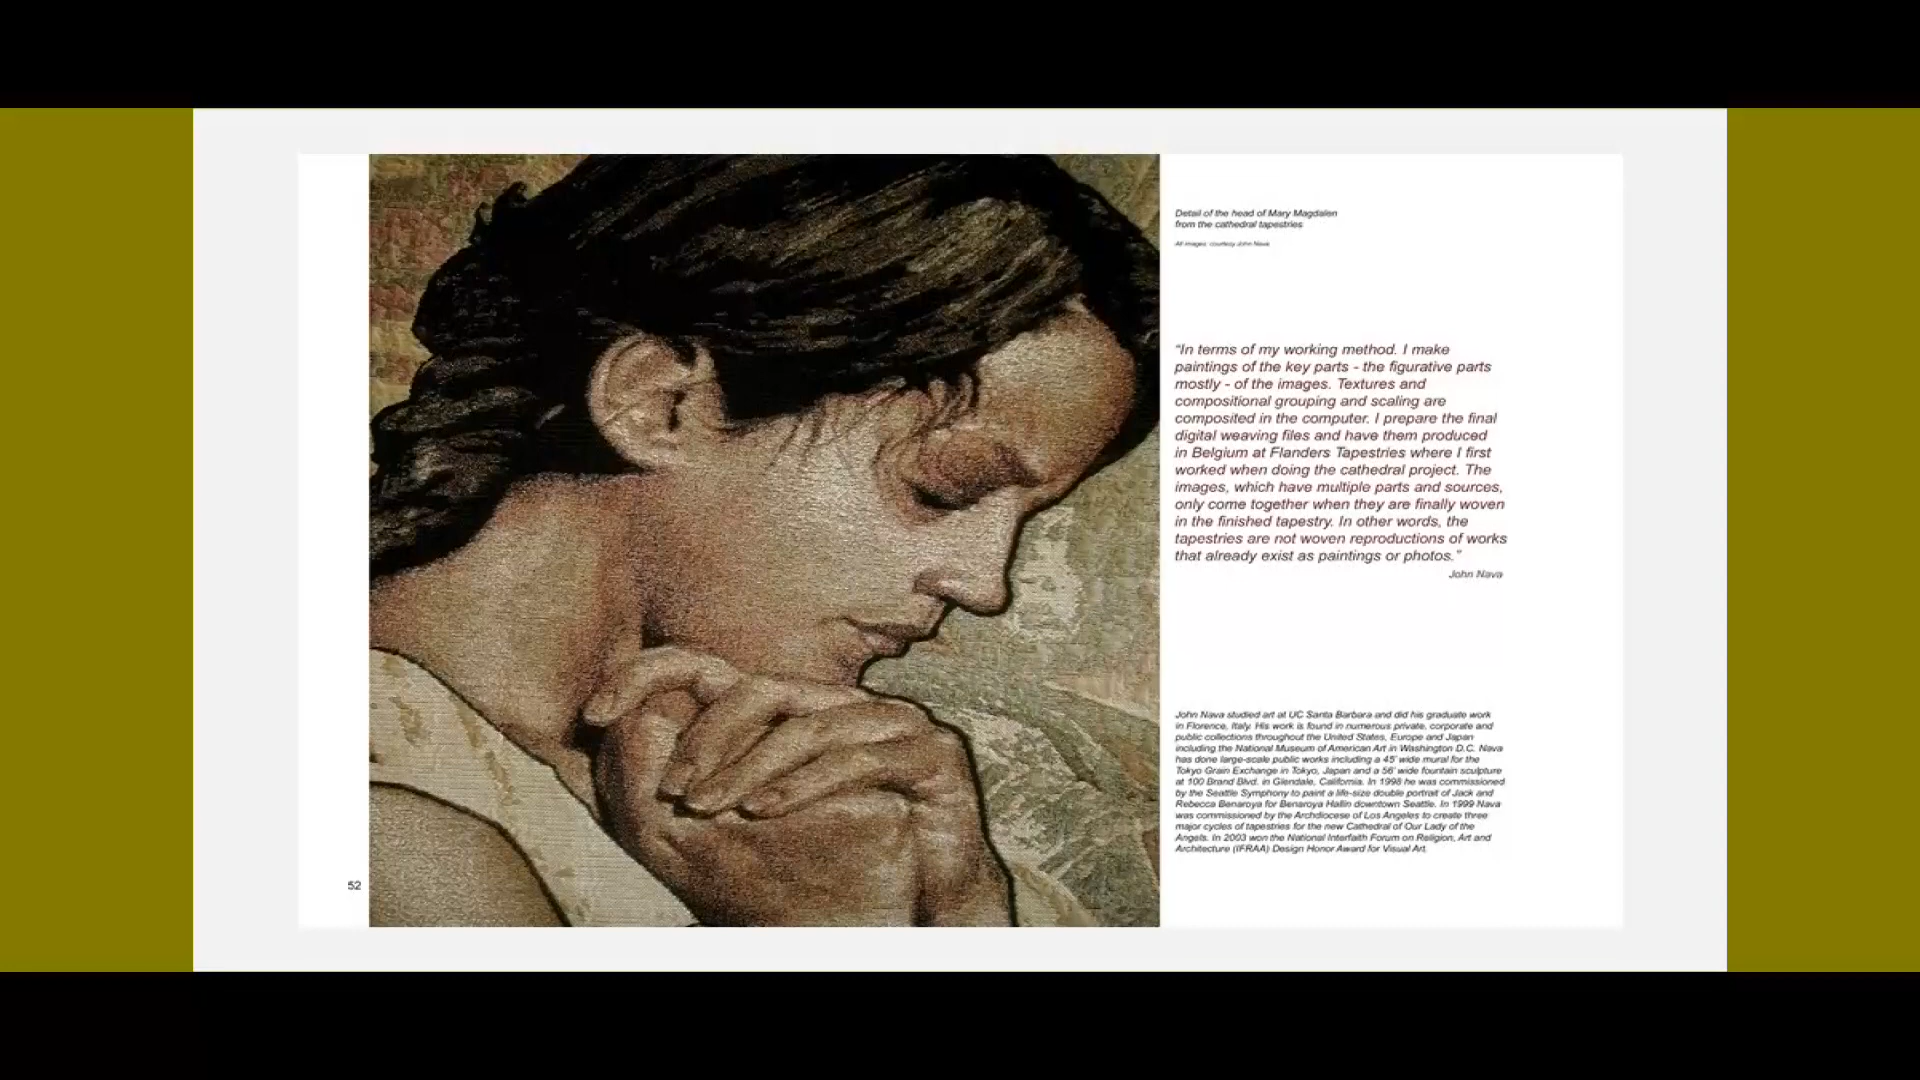 Detail of the head of Mary Magdalen
from the cathedral tapestries
All images: courtesy John Nava
“In terms of my working method. I make
paintings of the key parts - the figurative parts
mostly - of the images. Textures and
compositional grouping and scaling are
composited in the computer. I prepare the final
digital weaving files and have them produced
in Belgium at Flanders Tapestries where I first
worked when doing the cathedral project. The
images, which have multiple parts and sources,
only come together when they are finally woven
in the finished tapestry. In other words, the
tapestries are not woven reproductions of works
that already exist as paintings or photos.”
John Nava
John Nava studied art at UC Santa Barbara and did his graduate work
in Florence, Italy. His work is found in numerous private, corporate and
public collections throughout the United States, Europe and Japan
including the National Museum of American Art in Washington D.C. Nava
has done large-scale public works including a 45' wide mural for the
Tokyo Grain Exchange in Tokyo, Japan and a 56' wide fountain sculpture
at 100 Brand Blvd. in Glendale, California. In 1998 he was commissioned
by the Seattle Symphony to paint a life-size double portrait of Jack and
Rebecca Benaroya for Benaroya Hallin downtown Seattle. In 1999 Nava
was commissioned by the Archdiocese of Los Angeles to create three
major cycles of tapestries for the new Cathedral of Our Lady of the
Angels. In 2003 won the National Interfaith Forum on Religion, Art and
Architecture (IFRAA) Design Honor Award for Visual Art.
52